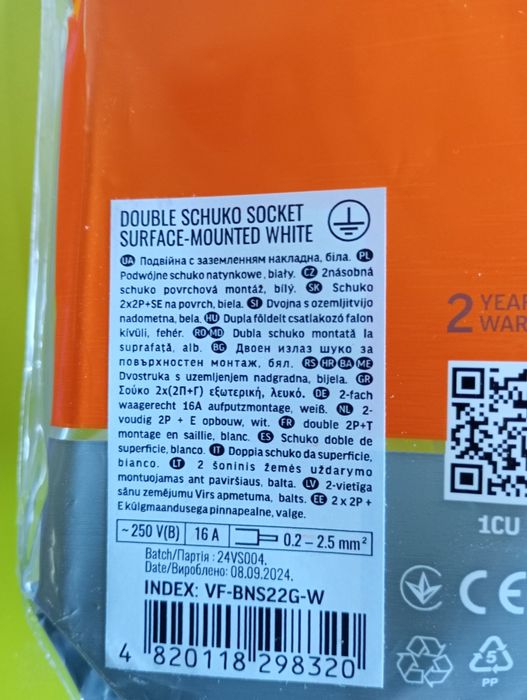 DOUBLE SCHUKO SOCKET
SURFACE-MOUNTED WHITE
UA Подвійна с заземленням накладна, біла. PL
Podwójne schuko natynkowe, biały. CZ 2násobná
schuko povrchová montáž, bílý. SK Schuko
2x2P+SE na povrch, biela. SI Dvojna s ozemljitvijo
nadometna, bela. HU Dupla földelt csatlakozó falon
kívüli, fehér. RO MD Dubla schuko montată la
suprafață, alb. BG Двоен излаз шуко за
повърхностен монтаж, бял. RS HR BA ME
Dvostruka s uzemljenjem nadgradna, bijela. GR
Σούκο 2x(2Π+Γ) εξωτερική, λευκό. DE 2-fach
waagerecht 16A aufputzmontage, weiß. NL 2-
voudig 2P + E opbouw, wit. FR double 2P+T
montage en saillie, blanc. ES Schuko doble de
superficie, blanco. IT Doppia schuko da superficie,
bianco. LT 2 šoninis žemės uždarymo
montuojamas ant paviršiaus, balta. LV 2-vietīga
sānu zemējumu Virs apmetuma, balts. EE 2 x 2P +
E külgmaandusega pinnapealne, valge.
~ 250 V(B) 16 A 0.2 – 2.5 mm²
Batch/Партія : 24VS004.
Date/Вироблено: 08.09.2024.
INDEX: VF-BNS22G-W
4 820118 298320
2 YEAR
WAR
1CU
CE
5
PP